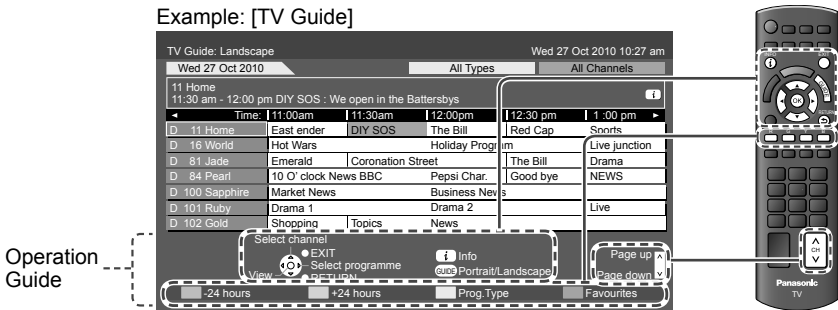 Example: [TV Guide]
TV Guide: Landscape Wed 27 Oct 2010 10:27 am
Wed 27 Oct 2010 All Types All Channels
11 Home
11:30 am - 12:00 pm DIY SOS : We open in the Battersbys i
◄ Time: 11:00am 11:30am 12:00pm 12:30 pm 1 :00 pm ►
D 11 Home East ender DIY SOS The Bill Red Cap Sports
D 16 World Hot Wars Holiday Program Live junction
D 81 Jade Emerald Coronation Street The Bill Drama
D 84 Pearl 10 O' clock News BBC Pepsi Char. Good bye NEWS
D 100 Sapphire Market News Business News
D 101 Ruby Drama 1 Drama 2 Live
D 102 Gold Shopping Topics News
Operation
Guide
Select channel
EXIT
Select programme
View
RETURN
i Info
GUIDE Portrait/Landscape
Page up
Page down
-24 hours +24 hours Prog.Type Favourites
INFO
EXIT
i
GUIDE
OK
RETURN
CH
Panasonic
TV